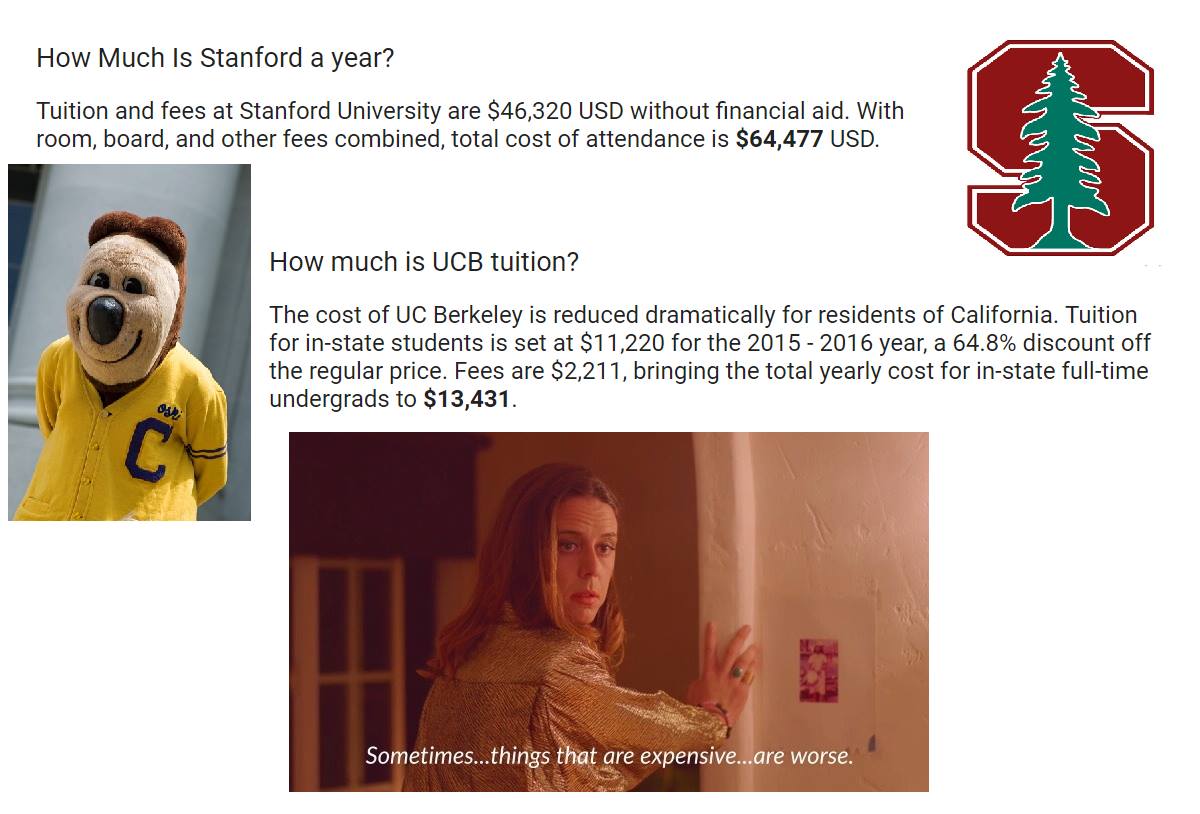 How Much Is Stanford a year?
Tuition and fees at Stanford University are $46,320 USD without financial aid. With
room, board, and other fees combined, total cost of attendance is $64,477 USD.
How much is UCB tuition?
The cost of UC Berkeley is reduced dramatically for residents of California. Tuition
for in-state students is set at $11,220 for the 2015 - 2016 year, a 64.8% discount off
the regular price. Fees are $2,211, bringing the total yearly cost for in-state full-time
undergrads to $13,431.
Oski
C
S
Sometimes...things that are expensive...are worse.